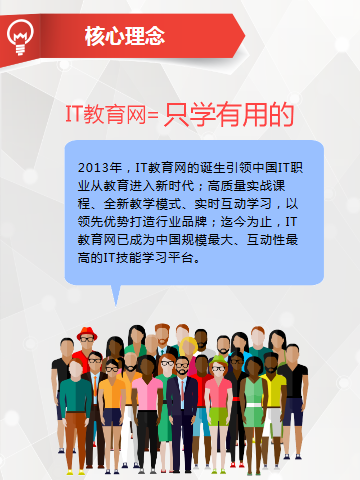 核心理念
IT教育网=只学有用的
2013年，IT教育网的诞生引领中国IT职
业从教育进入新时代；高质量实战课
程、全新教学模式、实时互动学习，以
领先优势打造行业品牌；迄今为止，IT
教育网已成为中国规模最大、互动性最
高的IT技能学习平台。